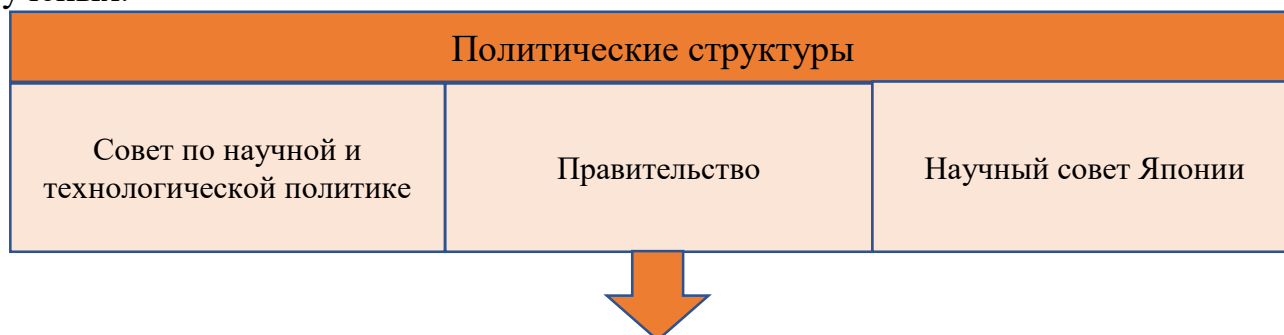 Политические структуры
Совет по научной и
технологической политике
Правительство
Научный совет Японии